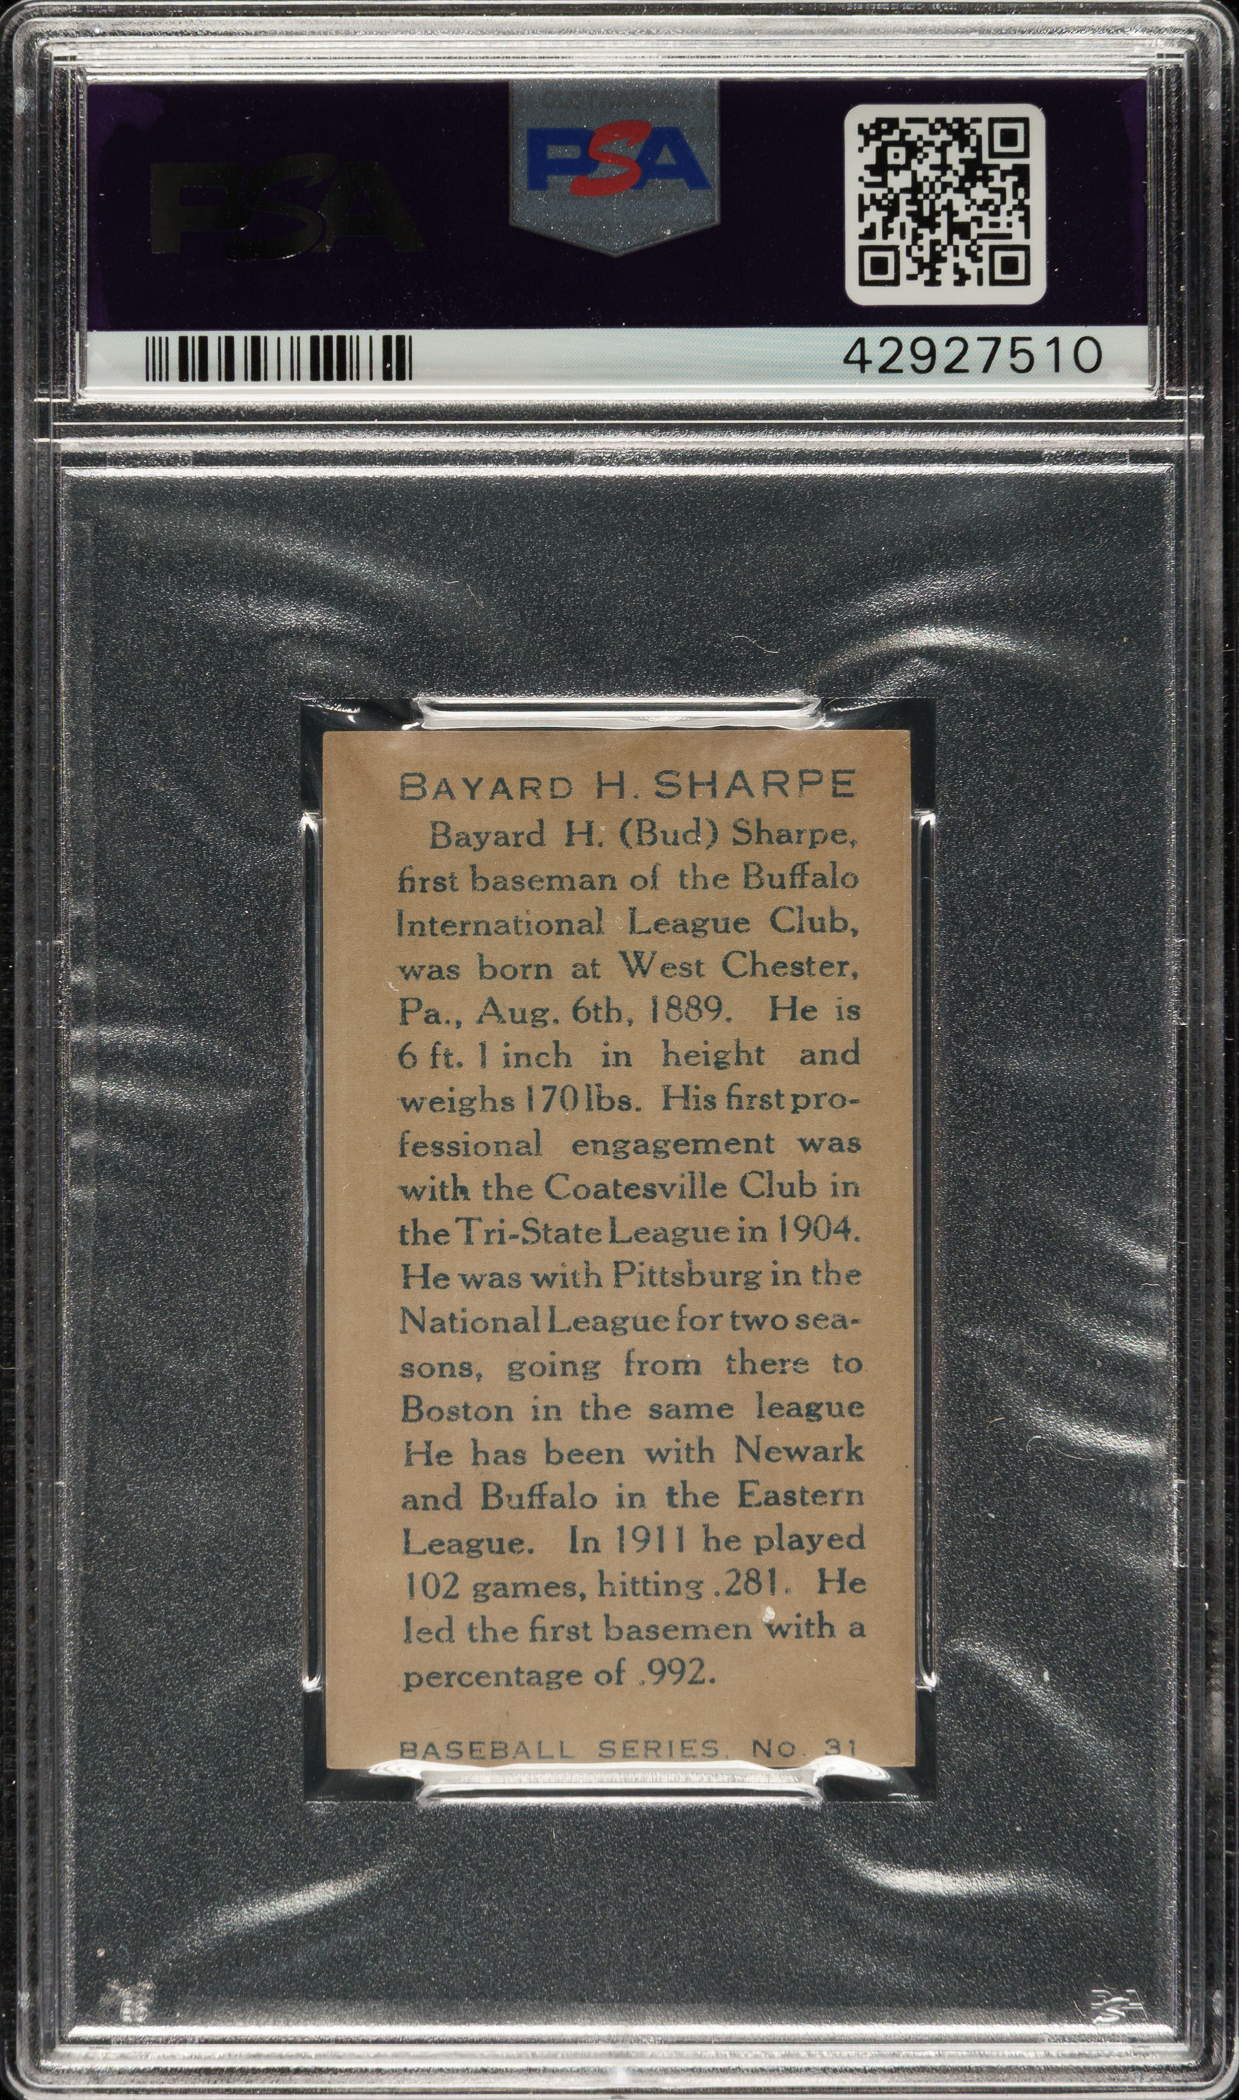 PSA
PSA
42927510
BAYARD H. SHARPE
Bayard H. (Bud) Sharpe,
first baseman of the Buffalo
International League Club,
was born at West Chester,
Pa., Aug. 6th, 1889. He is
6 ft. 1 inch in height and
weighs 170 lbs. His first pro-
fessional engagement was
with the Coatesville Club in
the Tri-State League in 1904.
He was with Pittsburg in the
National League for two sea-
sons, going from there to
Boston in the same league
He has been with Newark
and Buffalo in the Eastern
League. In 1911 he played
102 games, hitting .281. He
led the first basemen with a
percentage of .992.
BASEBALL SERIES, No. 31
PSA